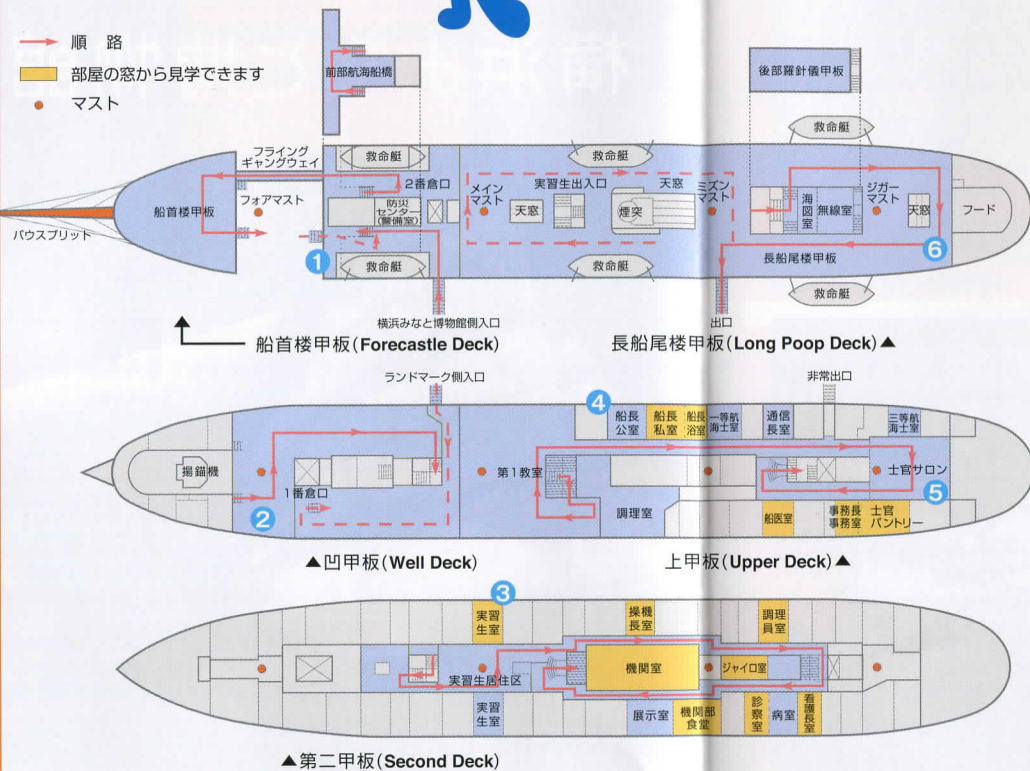 順 路
部屋の窓から見学できます
マスト
前部航海船橋
後部羅針儀甲板
救命艇
フライング
ギャングウェイ
救命艇
救命艇
2番倉口
船首楼甲板
フォアマスト
防災
センター
(警備室)
メイン
マスト
実習生出入口
天窓
天窓
煙突
ミズン
マスト
海図室
無線室
ジガー
マスト
天窓
フード
バウスプリット
1
救命艇
救命艇
長船尾楼甲板
6
救命艇
横浜みなと博物館側入口
出口
船首楼甲板(Forecastle Deck)
長船尾楼甲板(Long Poop Deck)▲
ランドマーク側入口
非常出口
4
船長
公室
船長
私室
船長
浴室
一等航
海士室
通信
長室
三等航
海士室
揚錨機
1番倉口
第1教室
士官サロン
2
調理室
船医室
事務長
事務室
士官
パントリー
5
▲凹甲板(Well Deck)
上甲板(Upper Deck)▲
3
実習
生室
操機
長室
調理
員室
機関室
ジャイロ室
実習生居住区
実習
生室
展示室
機関部
食堂
診察室
病室
看護長室
▲第二甲板(Second Deck)